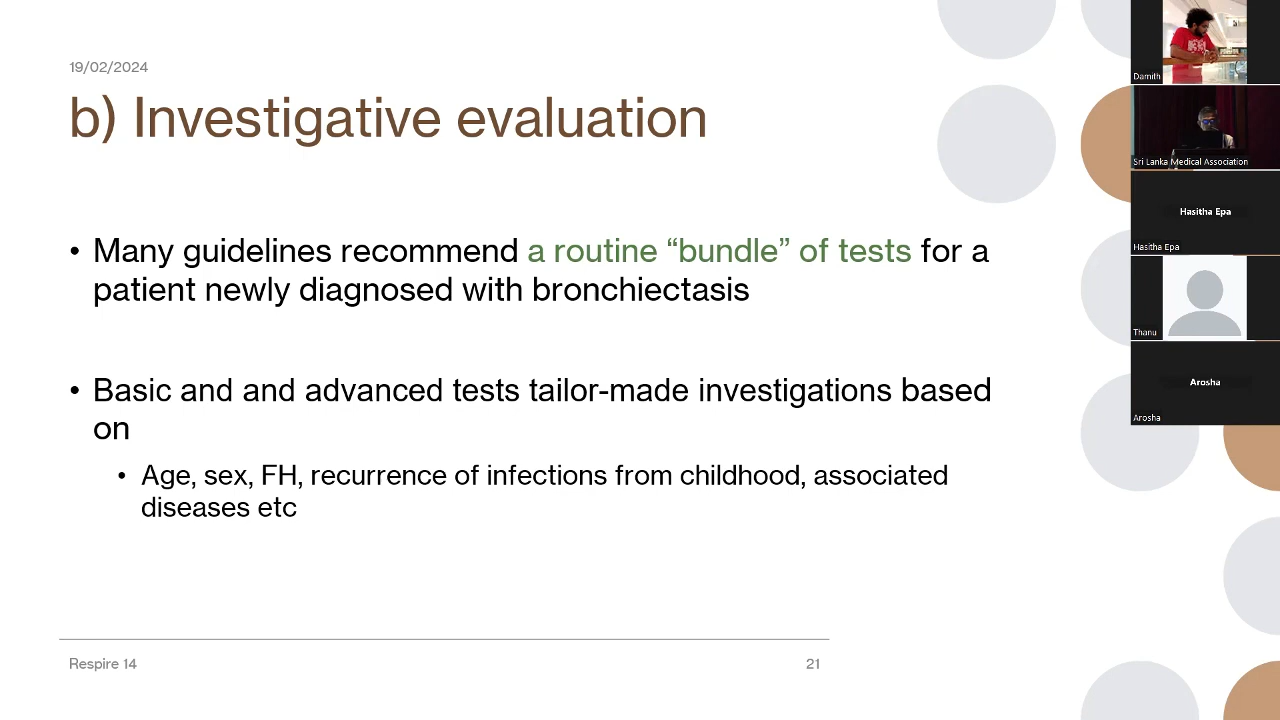 19/02/2024
b) Investigative evaluation
• Many guidelines recommend a routine “bundle” of tests for a
patient newly diagnosed with bronchiectasis
• Basic and and advanced tests tailor-made investigations based
on
• Age, sex, FH, recurrence of infections from childhood, associated
diseases etc
Respire 14
21
Damith
Sri Lanka Medical Association
Hasitha Epa
Hasitha Epa
Thanu
Arosha
Arosha